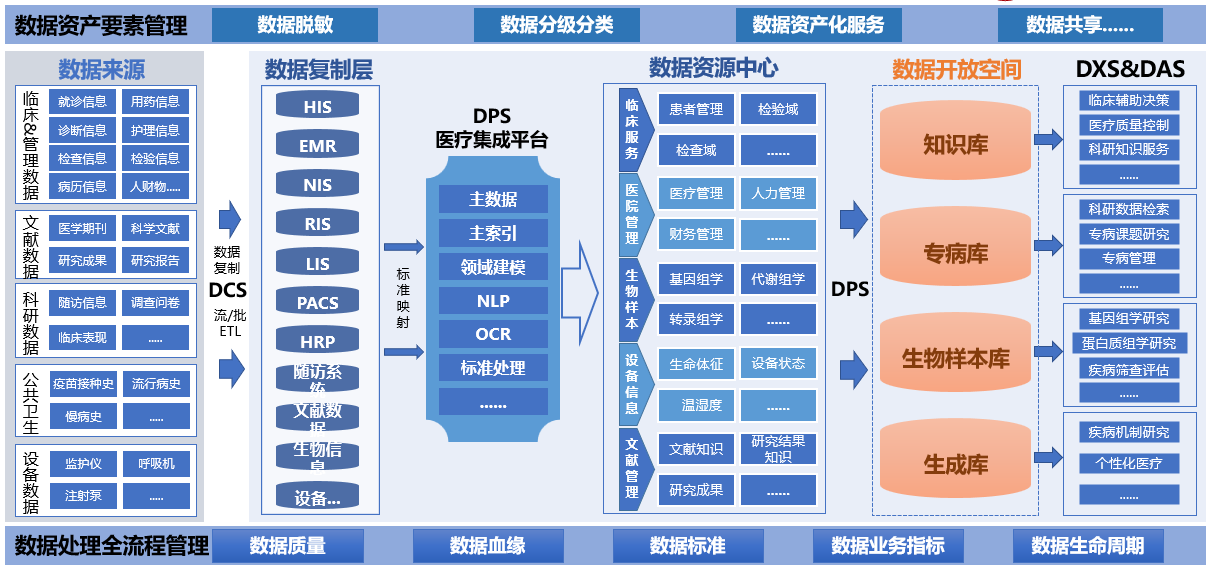 数据资产要素管理
数据脱敏
数据分级分类
数据资产化服务
数据共享......
数据来源
临床&管理数据
就诊信息
用药信息
诊断信息
护理信息
检查信息
检验信息
病历信息
人财物.....
文献数据
医学期刊
科学文献
研究成果
研究报告
科研数据
随访信息
调查问卷
临床表现
.....
公共卫生
疫苗接种史
流行病史
慢病史
.....
设备数据
监护仪
呼吸机
注射泵
.....
数据
复制
DCS
流/批
ETL
数据复制层
HIS
EMR
NIS
RIS
LIS
PACS
HRP
随访系
统
文献数
据
生物信
息
设备...
标准映射
DPS
医疗集成平台
主数据
主索引
领域建模
NLP
OCR
标准处理
......
数据资源中心
临床服务
患者管理
检验域
检查域
......
医院管理
医疗管理
人力管理
财务管理
......
生物样本
基因组学
代谢组学
转录组学
......
设备信息
生命体征
设备状态
温湿度
......
文献管理
文献知识
研究结果
知识
研究成果
......
DPS
数据开放空间
知识库
专病库
生物样本库
生成库
DXS&DAS
临床辅助决策
医疗质量控制
科研知识服务
......
科研数据检索
专病课题研究
专病管理
......
基因组学研究
蛋白质组学研究
疾病筛查评估
......
疾病机制研究
个性化医疗
......
数据处理全流程管理
数据质量
数据血缘
数据标准
数据业务指标
数据生命周期